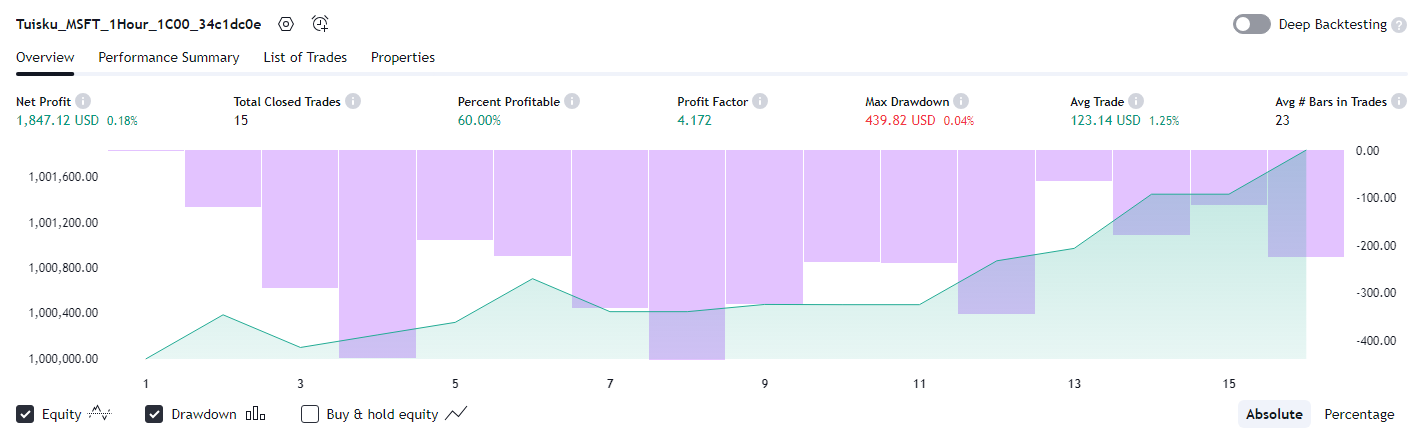 Tuisku_MSFT_1Hour_1C00_34c1dc0e Deep Backtesting ?
Overview Performance Summary List of Trades Properties
Net Profit Total Closed Trades Percent Profitable Profit Factor Max Drawdown Avg Trade Avg # Bars in Trades
1,847.12 USD 0.18% 15 60.00% 4.172 439.82 USD 0.04% 123.14 USD 1.25% 23
0.00
1,001,600.00
-100.00
1,001,200.00
-200.00
1,000,800.00
-300.00
1,000,400.00
-400.00
1,000,000.00
1 3 5 7 9 11 13 15
Equity Drawdown Buy & hold equity Absolute Percentage